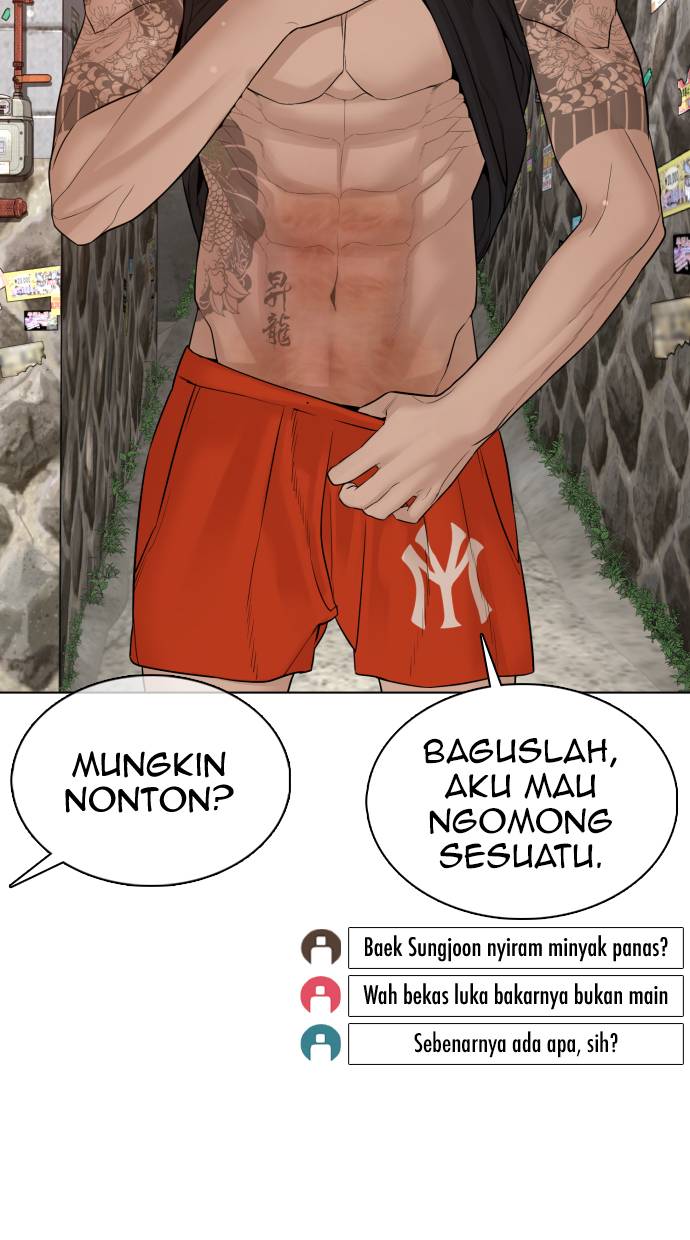 昇
龍
NY
MUNGKIN
NONTON?
BAGUSLAH,
AKU MAU
NGOMONG
SESUATU.
Baek Sungjoon nyiram minyak panas?
Wah bekas luka bakarnya bukan main
Sebenarnya ada apa, sih?